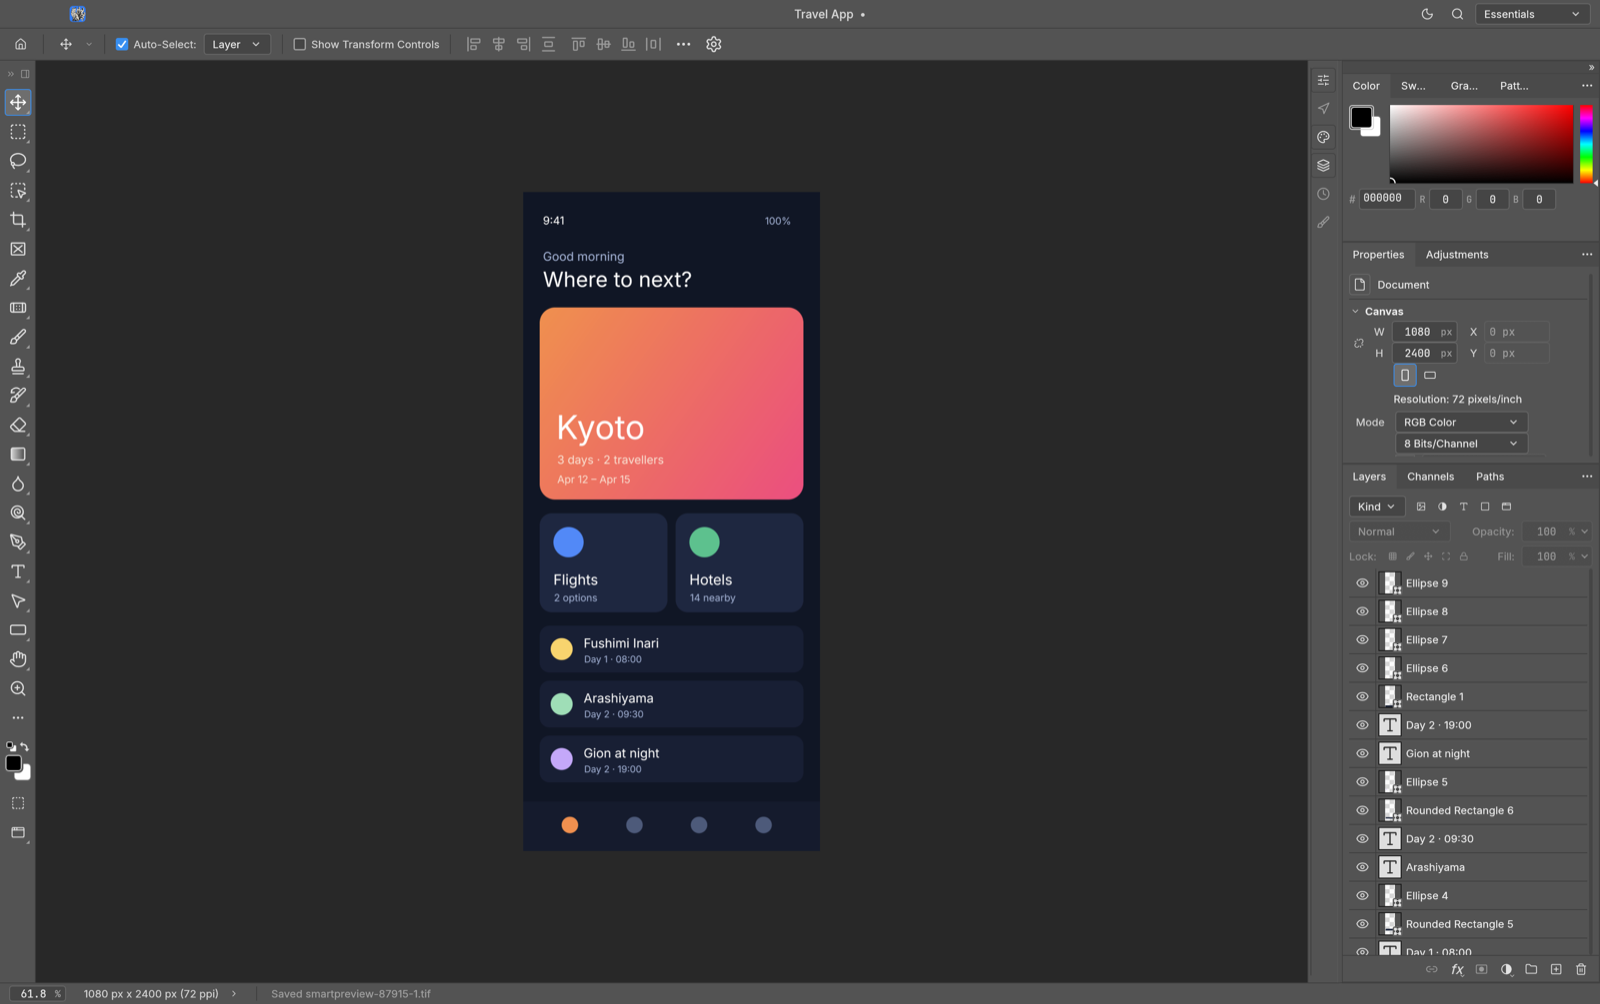 Travel App •
Essentials
Auto-Select:
Layer
Show Transform Controls
Color
Sw...
Gra...
Patt...
# 000000 R 0 G 0 B 0
Properties
Adjustments
Document
Canvas
W 1080 px X 0 px
H 2400 px Y 0 px
Resolution: 72 pixels/inch
Mode RGB Color
8 Bits/Channel
Layers
Channels
Paths
Kind
Normal
Opacity: 100 %
Lock:
Fill: 100 %
Ellipse 9
Ellipse 8
Ellipse 7
Ellipse 6
Rectangle 1
Day 2 · 19:00
Gion at night
Ellipse 5
Rounded Rectangle 6
Day 2 · 09:30
Arashiyama
Ellipse 4
Rounded Rectangle 5
Day 1 · 08:00
fx
9:41
100%
Good morning
Where to next?
Kyoto
3 days · 2 travellers
Apr 12 – Apr 15
Flights
2 options
Hotels
14 nearby
Fushimi Inari
Day 1 · 08:00
Arashiyama
Day 2 · 09:30
Gion at night
Day 2 · 19:00
61.8 %
1080 px x 2400 px (72 ppi)
Saved smartpreview-87915-1.tif